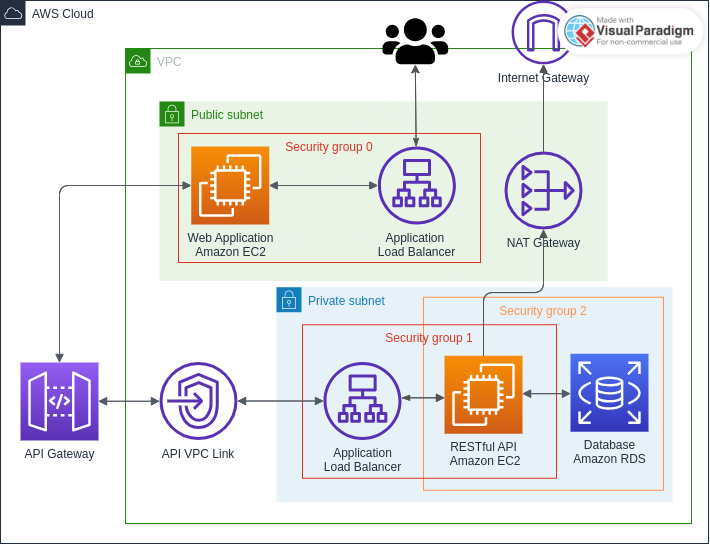 AWS Cloud
Made with
Visual Paradigm
For non-commercial use
VPC
Internet Gateway
Public subnet
Security group 0
Web Application
Amazon EC2
Application
Load Balancer
NAT Gateway
Private subnet
Security group 2
Security group 1
API Gateway
API VPC Link
Application
Load Balancer
RESTful API
Amazon EC2
Database
Amazon RDS